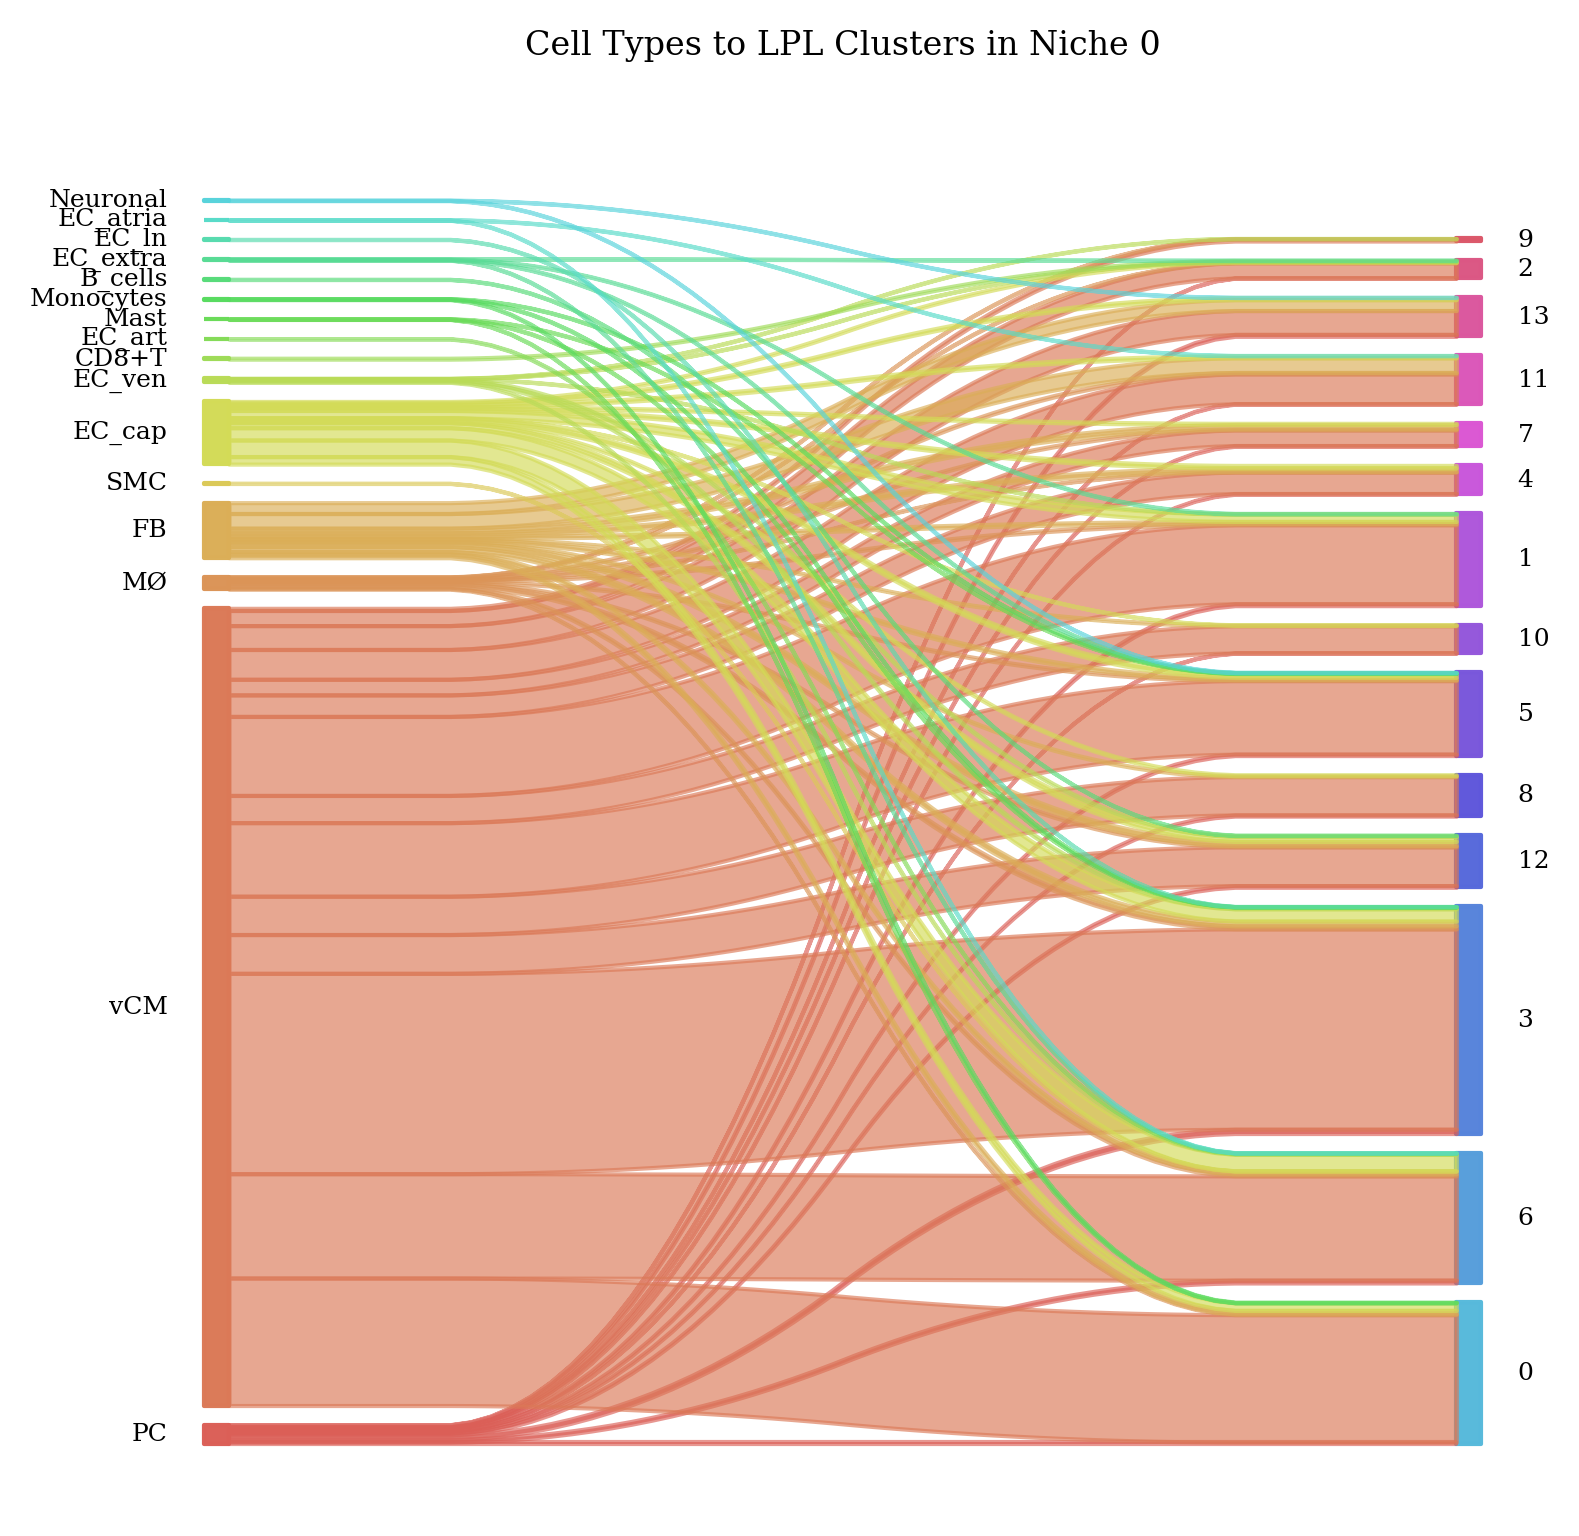 Cell Types to LPL Clusters in Niche 0
Neuronal
EC_atria
EC_ln
EC_extra
B_cells
Monocytes
Mast
EC_art
CD8+T
EC_ven
EC_cap
SMC
FB
MØ
vCM
PC
9
2
13
11
7
4
1
10
5
8
12
3
6
0